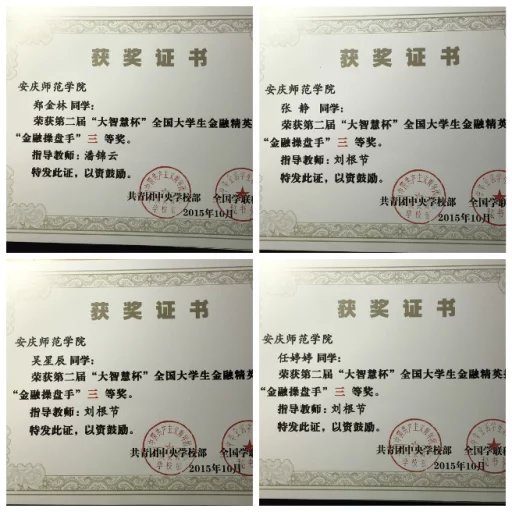 获奖证书
安庆师范学院
郑金林 同学：
荣获第二届“大智慧杯”全国大学生金融精英
“金融操盘手”三 等奖。
指导教师：潘锦云
特发此证，以资鼓励。
共青团中央学校部 全国学联
2015年10月
获奖证书
安庆师范学院
张 静 同学：
荣获第二届“大智慧杯”全国大学生金融精英
“金融操盘手”三 等奖。
指导教师：刘根节
特发此证，以资鼓励。
共青团中央学校部 全国学联
2015年10月
获奖证书
安庆师范学院
吴星辰 同学：
荣获第二届“大智慧杯”全国大学生金融精英
“金融操盘手”三 等奖。
指导教师：刘根节
特发此证，以资鼓励。
共青团中央学校部 全国学
2015年10月
获奖证书
安庆师范学院
任婷婷 同学：
荣获第二届“大智慧杯”全国大学生金融精英
“金融操盘手”三 等奖。
指导教师：刘根节
特发此证，以资鼓励。
共青团中央学校部 全国学
2015年10月